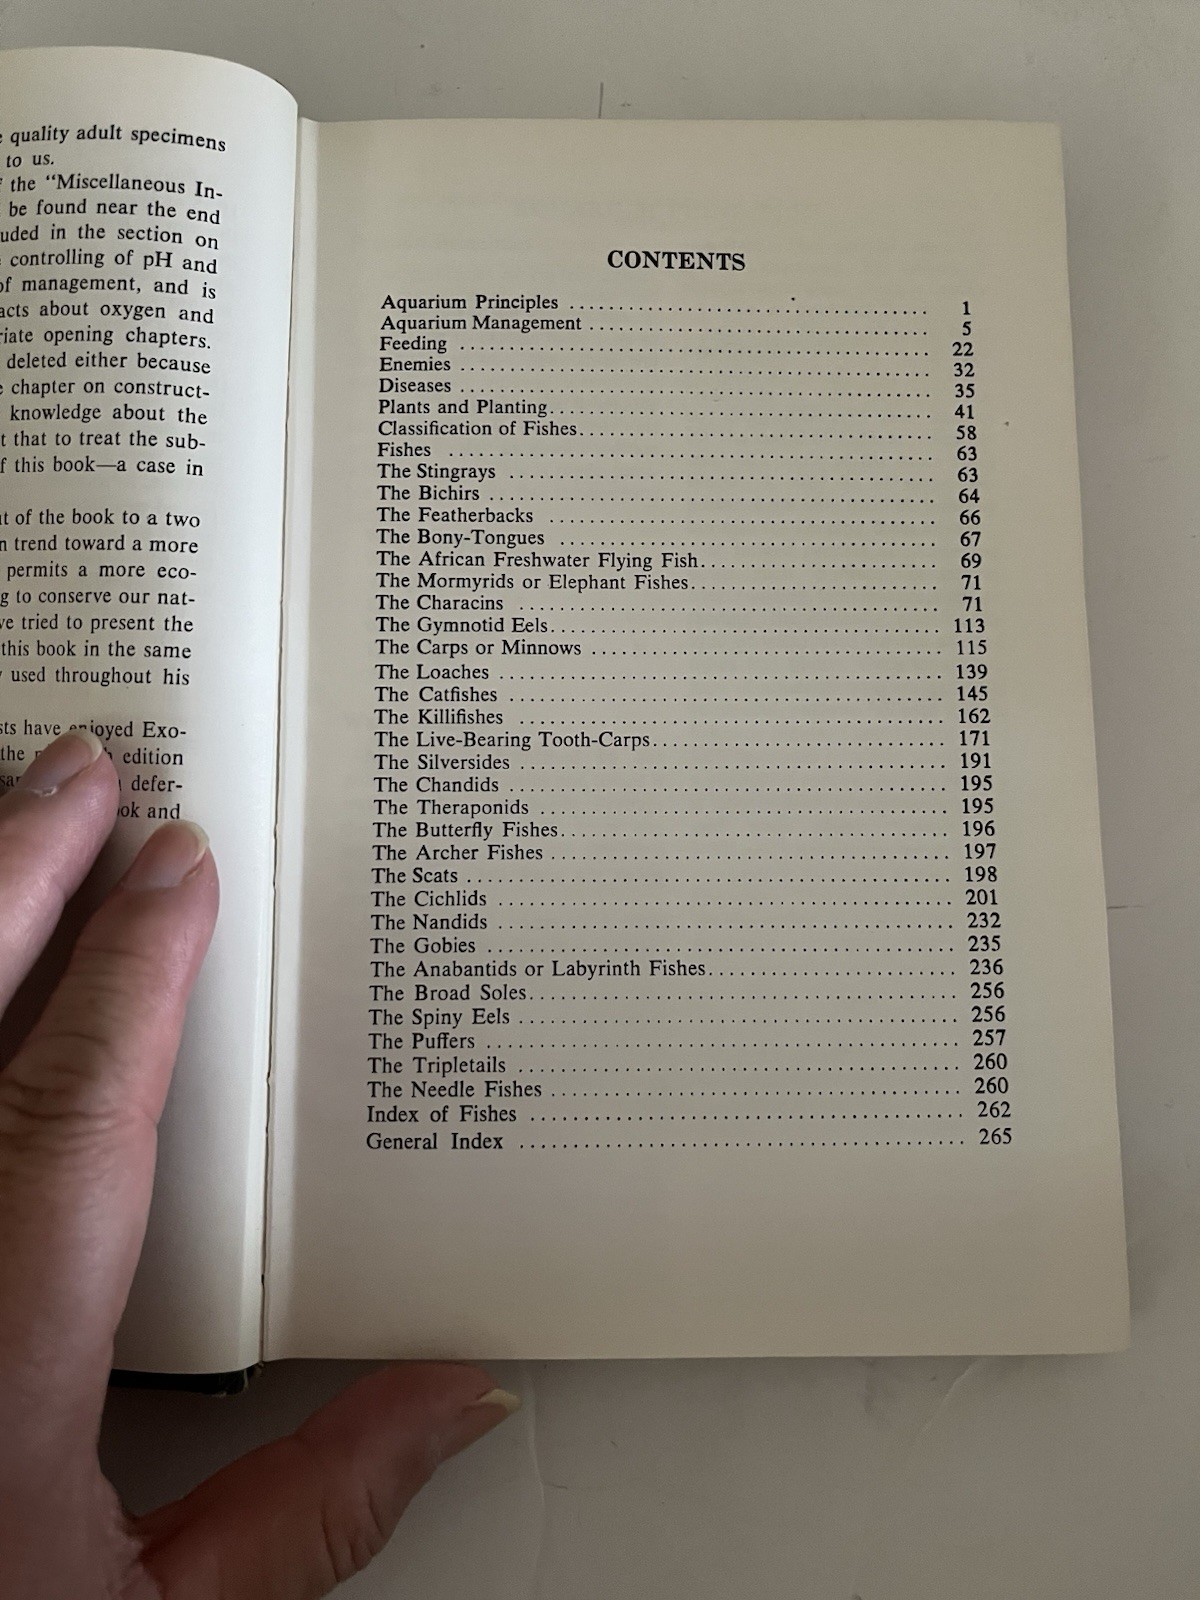 quality adult specimens
to us.
the “Miscellaneous In-
be found near the end
uded in the section on
controlling of pH and
of management, and is
acts about oxygen and
riate opening chapters.
deleted either because
chapter on construct-
knowledge about the
t that to treat the sub-
f this book—a case in
t of the book to a two
n trend toward a more
permits a more eco-
g to conserve our nat-
ve tried to present the
this book in the same
used throughout his
sts have enjoyed Exo-
the edition
defer-
ok and
CONTENTS
Aquarium Principles 1
Aquarium Management 5
Feeding 22
Enemies 32
Diseases 35
Plants and Planting 41
Classification of Fishes 58
Fishes 63
The Stingrays 63
The Bichirs 64
The Featherbacks 66
The Bony-Tongues 67
The African Freshwater Flying Fish 69
The Mormyrids or Elephant Fishes 71
The Characins 71
The Gymnotid Eels 113
The Carps or Minnows 115
The Loaches 139
The Catfishes 145
The Killifishes 162
The Live-Bearing Tooth-Carps 171
The Silversides 191
The Chandids 195
The Theraponids 195
The Butterfly Fishes 196
The Archer Fishes 197
The Scats 198
The Cichlids 201
The Nandids 232
The Gobies 235
The Anabantids or Labyrinth Fishes 236
The Broad Soles 256
The Spiny Eels 256
The Puffers 257
The Tripletails 260
The Needle Fishes 260
Index of Fishes 262
General Index 265